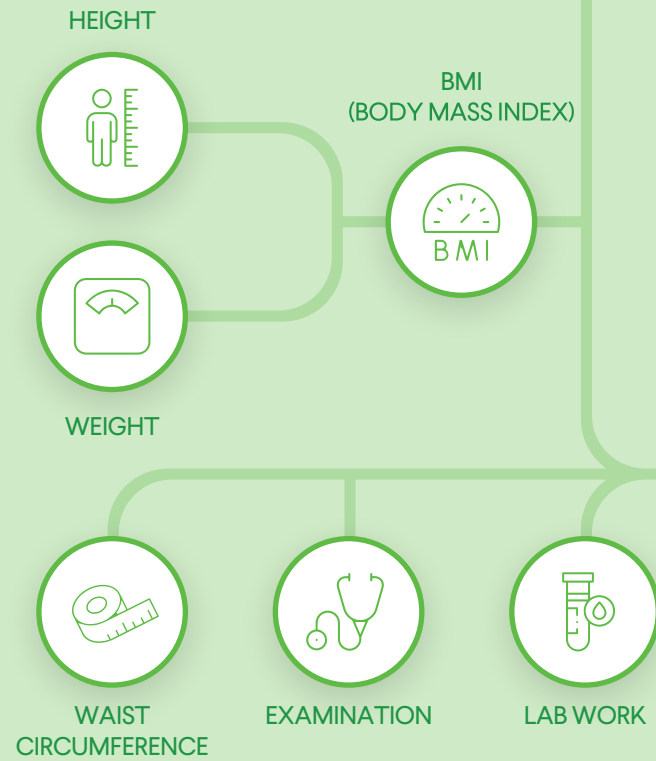 HEIGHT
BMI
(BODY MASS INDEX)
BMI
WEIGHT
WAIST
CIRCUMFERENCE
EXAMINATION
LAB WORK